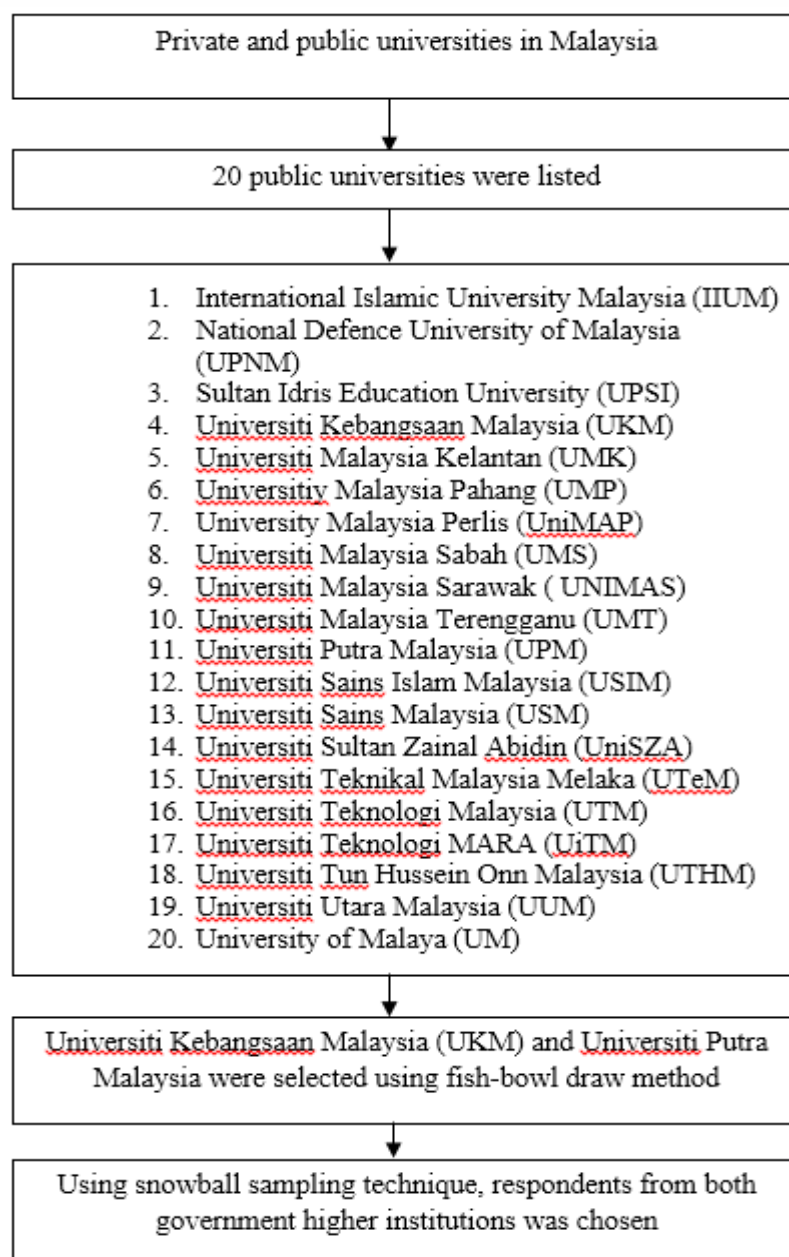 Private and public universities in Malaysia
20 public universities were listed
1. International Islamic University Malaysia (IIUM)
2. National Defence University of Malaysia
(UPNM)
3. Sultan Idris Education University (UPSI)
4. Universiti Kebangsaan Malaysia (UKM)
5. Universiti Malaysia Kelantan (UMK)
6. Universitiy Malaysia Pahang (UMP)
7. University Malaysia Perlis (UniMAP)
8. Universiti Malaysia Sabah (UMS)
9. Universiti Malaysia Sarawak ( UNIMAS)
10. Universiti Malaysia Terengganu (UMT)
11. Universiti Putra Malaysia (UPM)
12. Universiti Sains Islam Malaysia (USIM)
13. Universiti Sains Malaysia (USM)
14. Universiti Sultan Zainal Abidin (UniSZA)
15. Universiti Teknikal Malaysia Melaka (UTeM)
16. Universiti Teknologi Malaysia (UTM)
17. Universiti Teknologi MARA (UiTM)
18. Universiti Tun Hussein Onn Malaysia (UTHM)
19. Universiti Utara Malaysia (UUM)
20. University of Malaya (UM)
Universiti Kebangsaan Malaysia (UKM) and Universiti Putra
Malaysia were selected using fish-bowl draw method
Using snowball sampling technique, respondents from both
government higher institutions was chosen